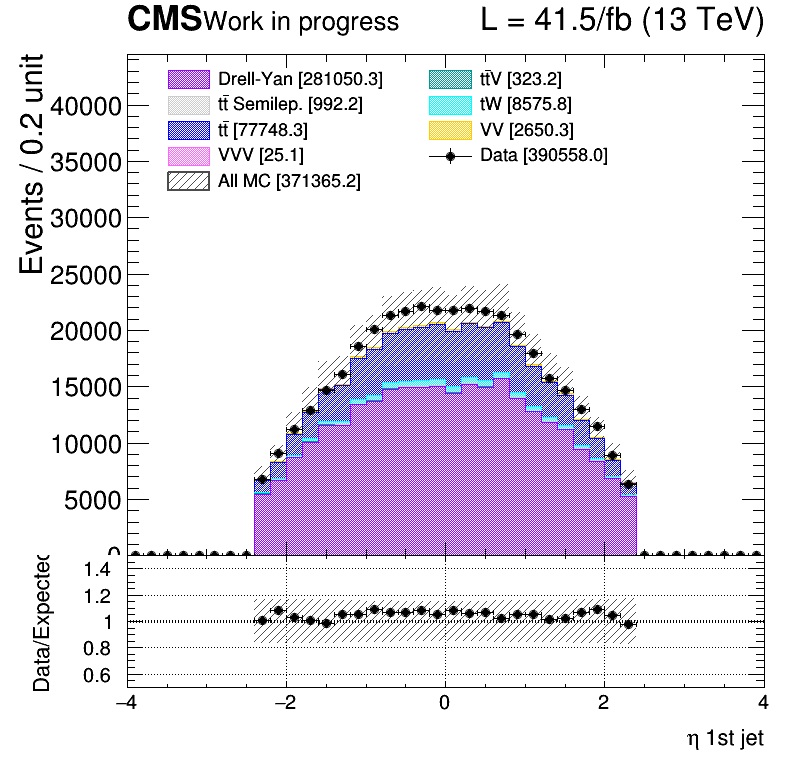 CMS Work in progress L = 41.5/fb (13 TeV)
Events / 0.2 unit
Drell-Yan [281050.3]
tt̄ Semilep. [992.2]
tt̄ [77748.3]
VVV [25.1]
All MC [371365.2]
tt̄V [323.2]
tW [8575.8]
VV [2650.3]
Data [390558.0]
40000
35000
30000
25000
20000
15000
10000
5000
0
Data/Expected
1.4
1.2
1
0.8
0.6
−4 −2 0 2 4
η 1st jet